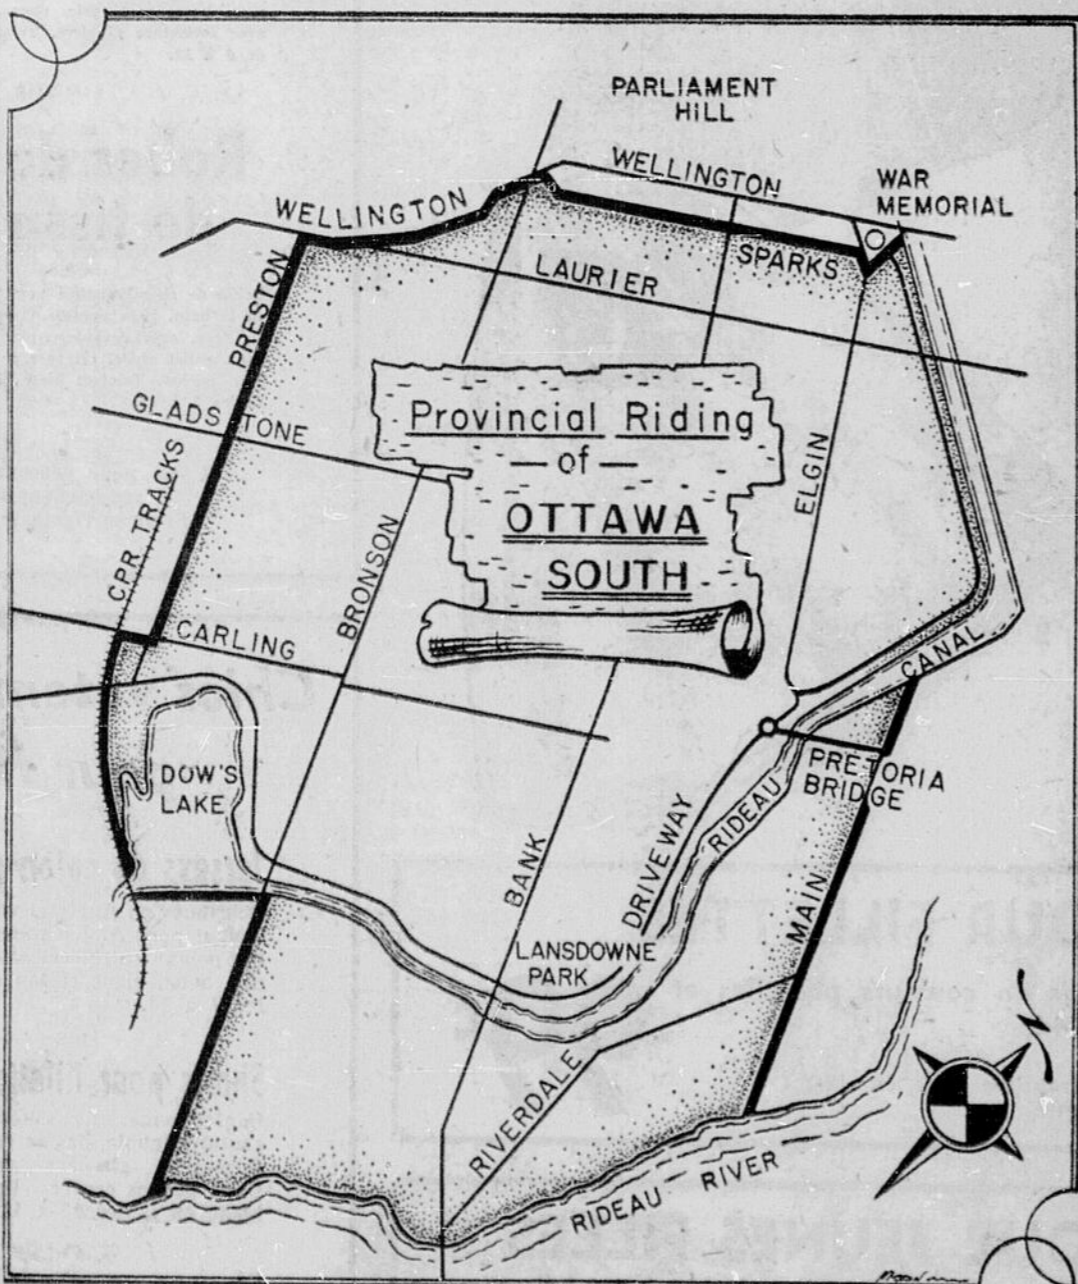 PARLIAMENT
HILL
WELLINGTON
WAR
MEMORIAL
WELLINGTON
SPARKS
LAURIER
PRESTON
GLADSTONE
Provincial Riding
— of —
OTTAWA
SOUTH
ELGIN
CPR TRACKS
BRONSON
CARLING
CANAL
DOW'S
LAKE
PRETORIA
BRIDGE
RIDEAU
DRIVEWAY
BANK
MAIN
LANSDOWNE
PARK
RIVERDALE
N
RIDEAU RIVER